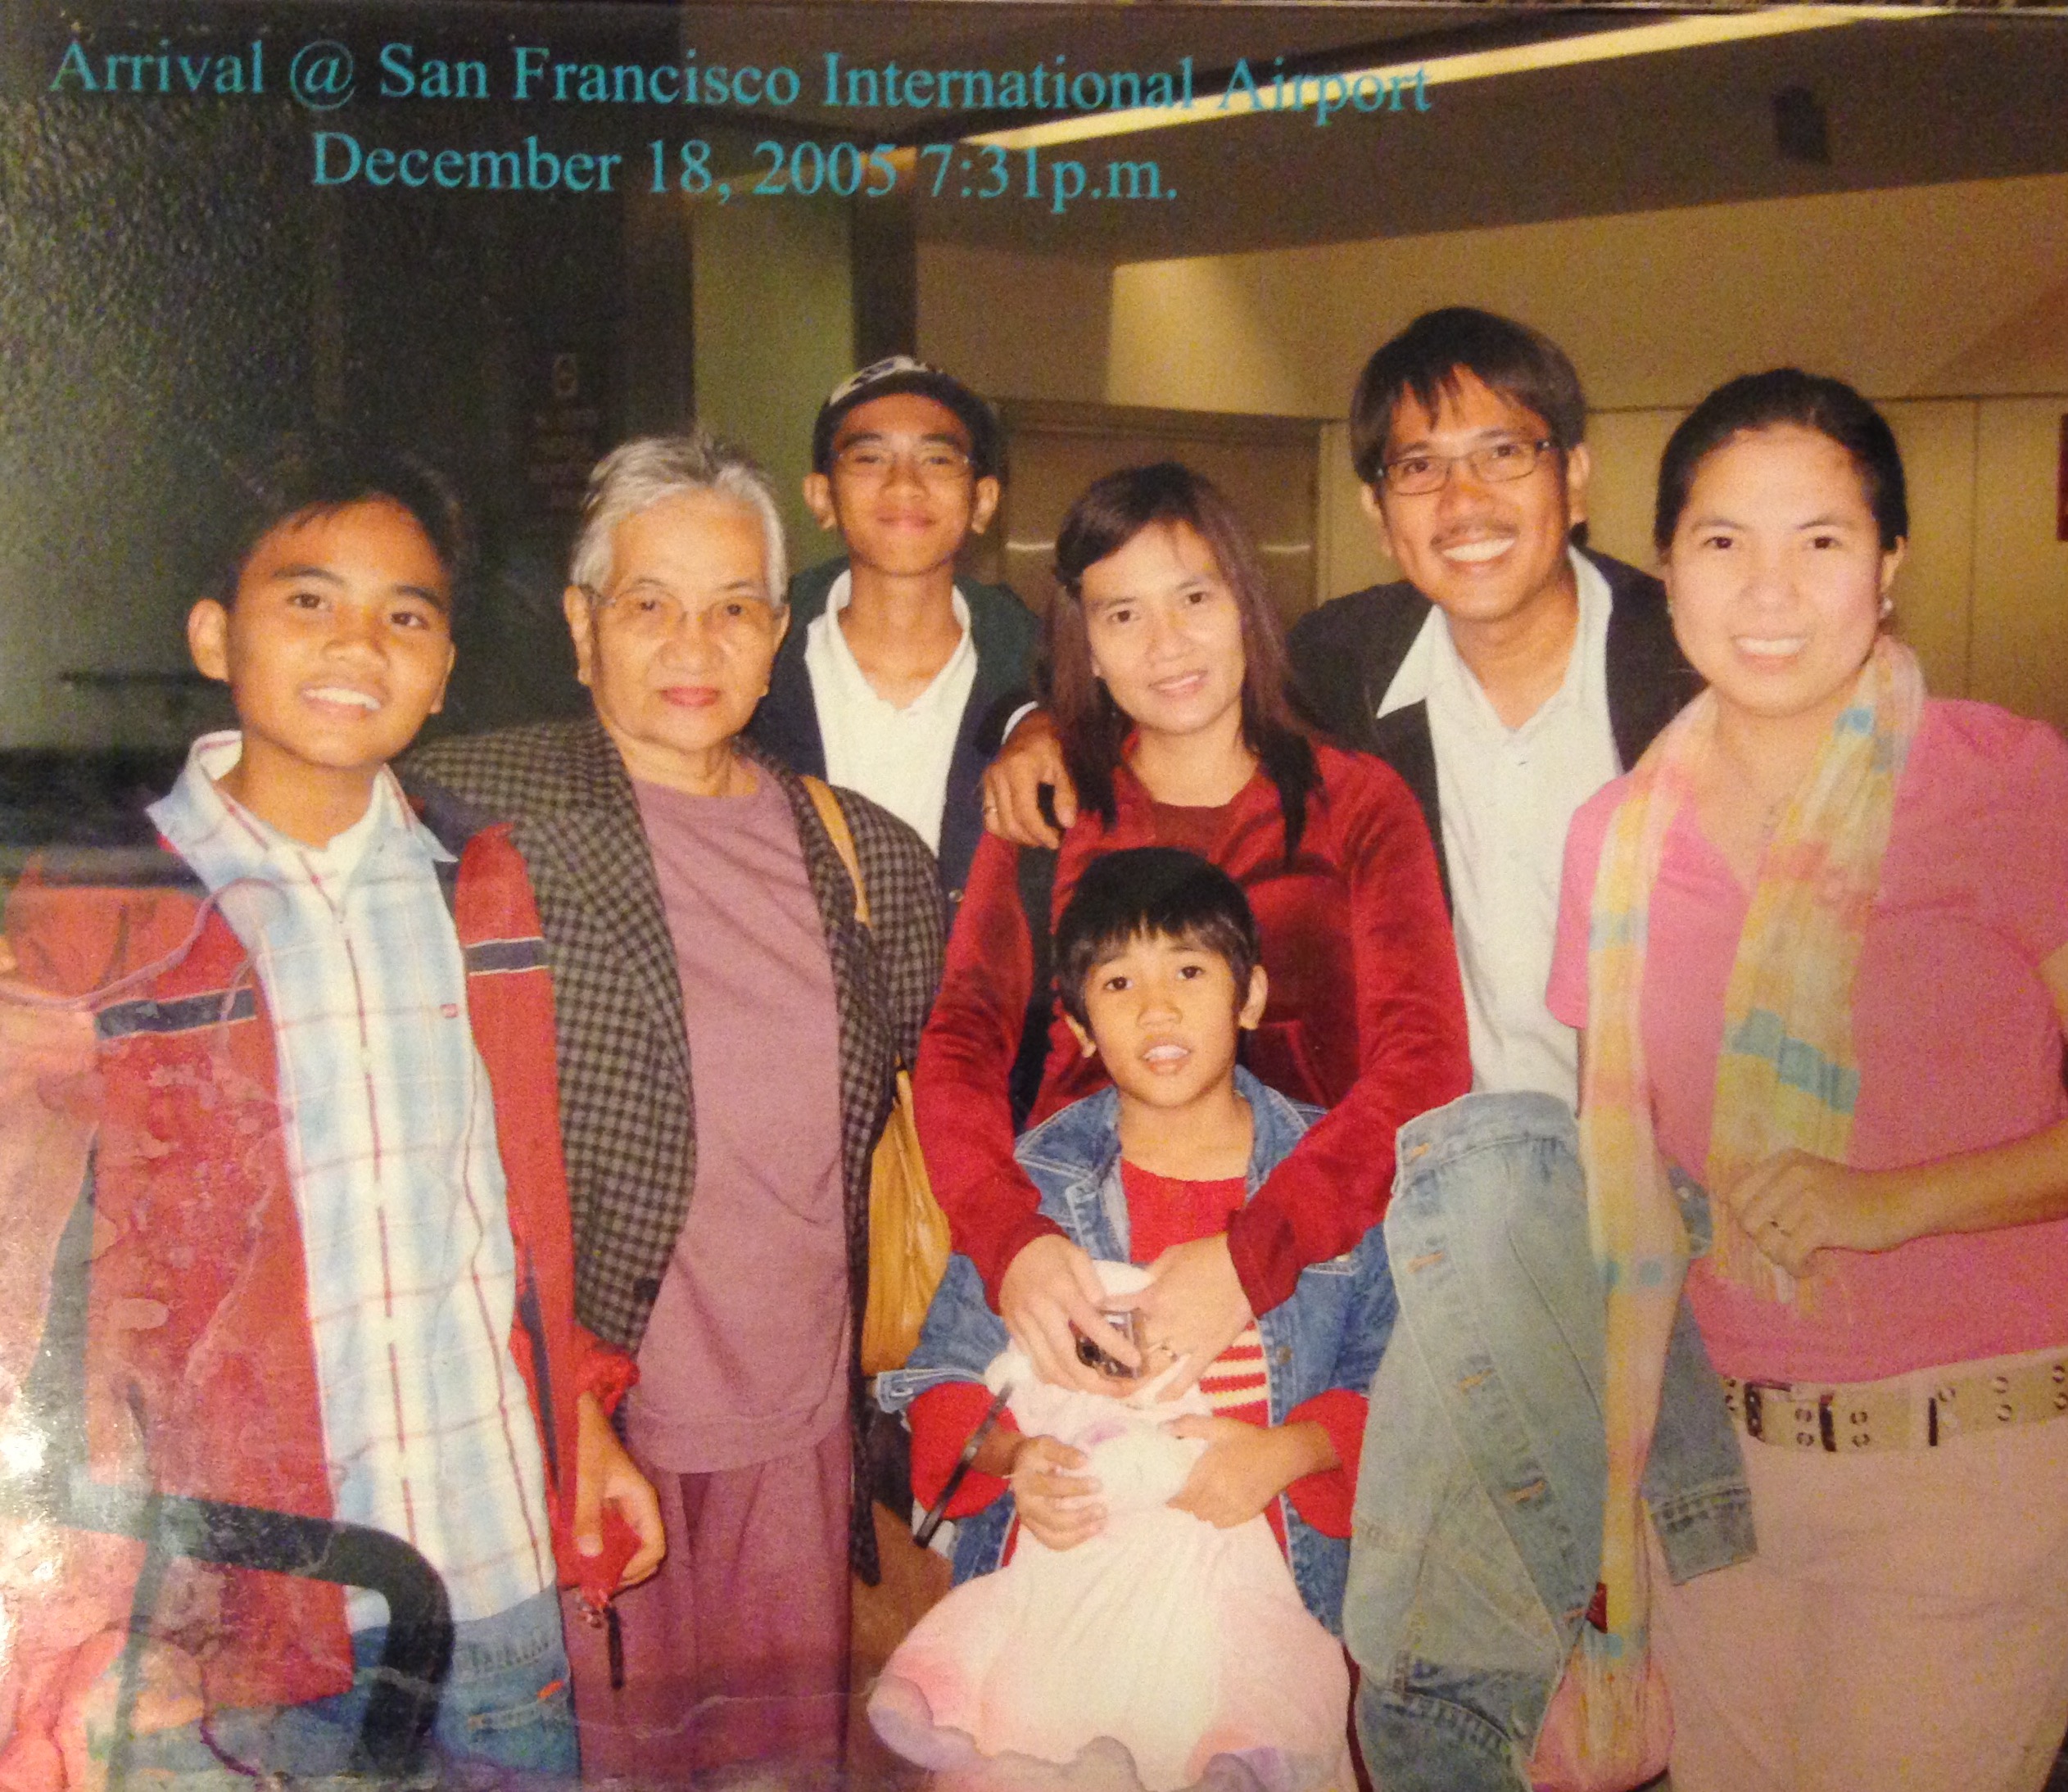 Arrival @ San Francisco International Airport
December 18, 2005 7:31p.m.